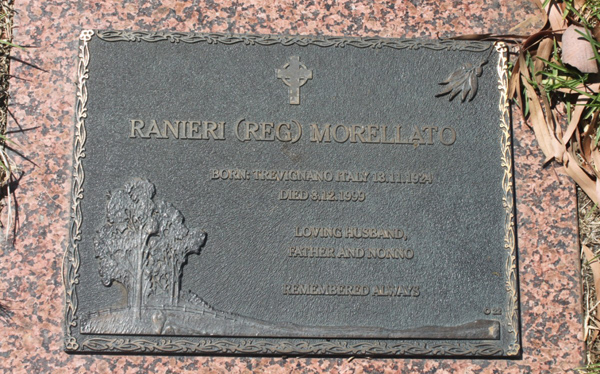 RANIERI (REG) MORELLATO
BORN: TREVIGNANO ITALY 13.11.1924
DIED 3.12.1999
LOVING HUSBAND,
FATHER AND NONNO
REMEMBERED ALWAYS